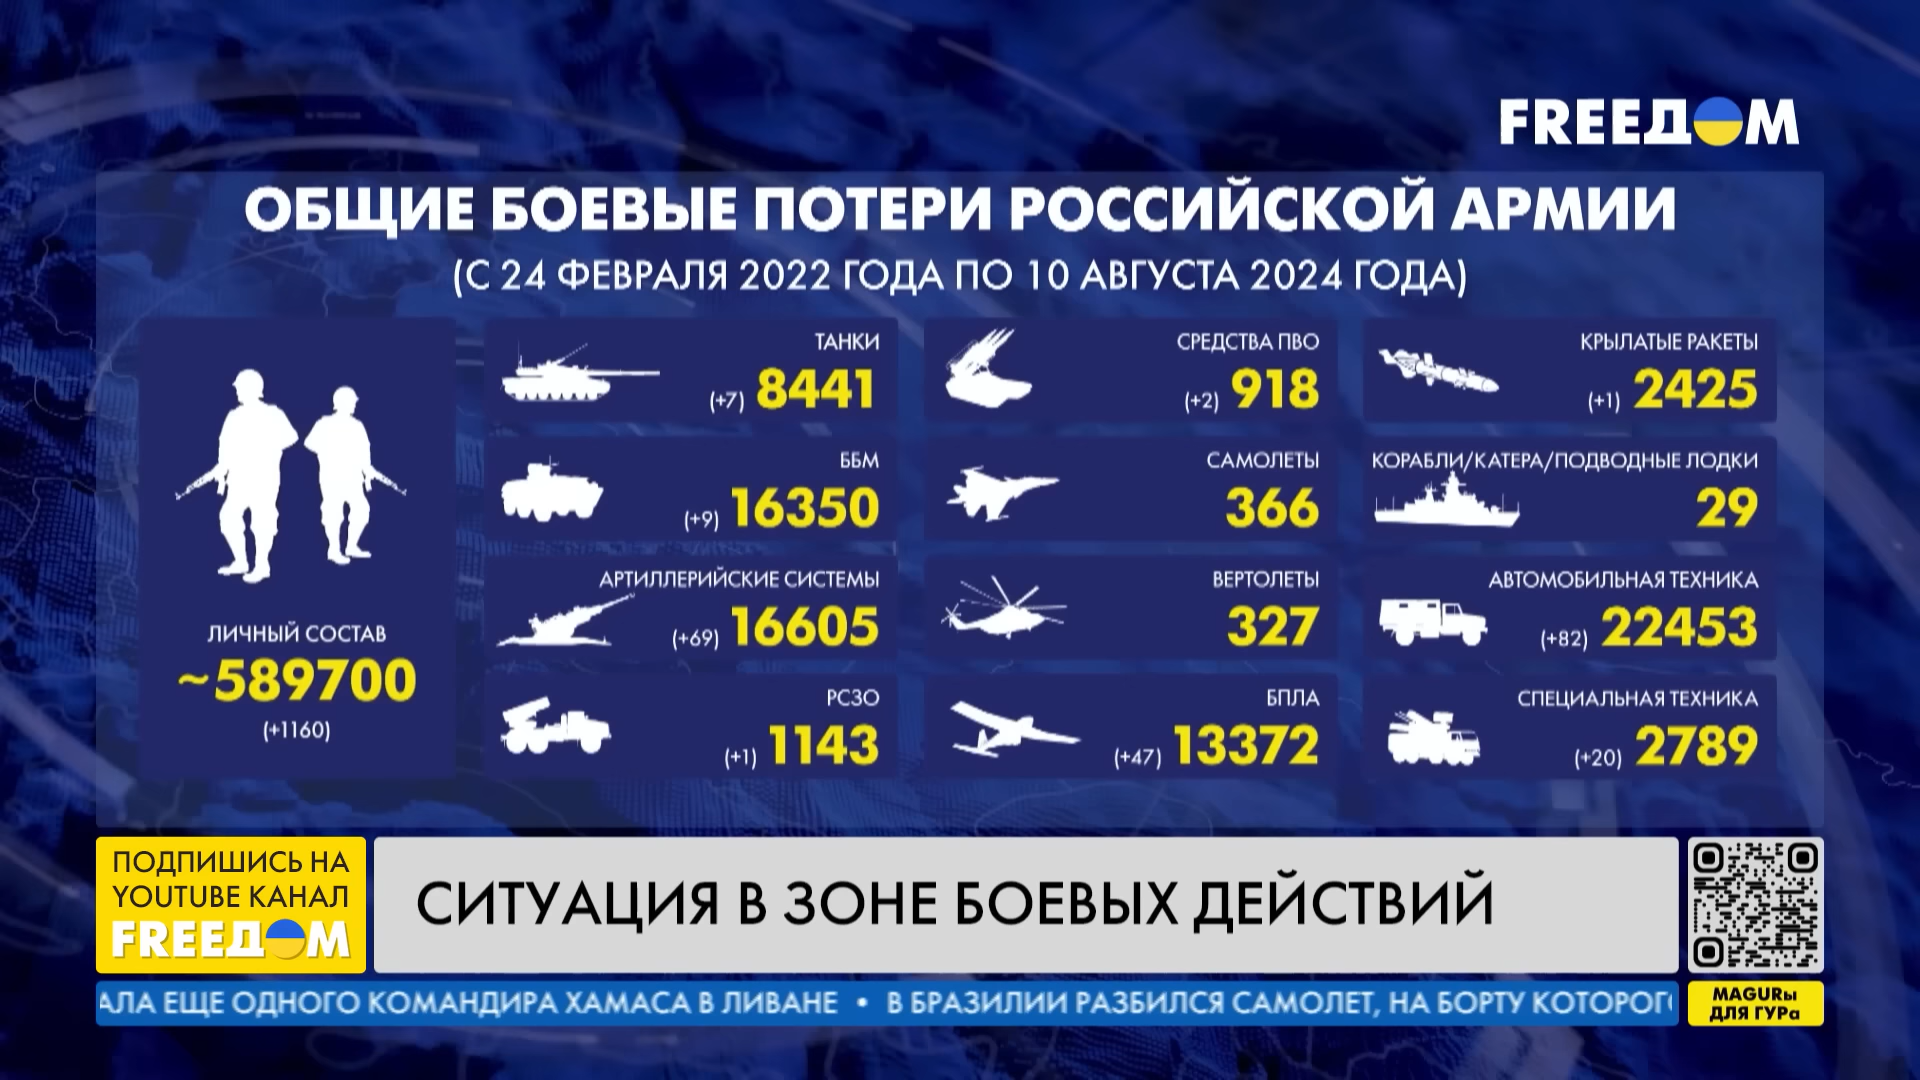 FREEДOM
ОБЩИЕ БОЕВЫЕ ПОТЕРИ РОССИЙСКОЙ АРМИИ
(С 24 ФЕВРАЛЯ 2022 ГОДА ПО 10 АВГУСТА 2024 ГОДА)
ЛИЧНЫЙ СОСТАВ
~589700
(+1160)
ТАНКИ
(+7) 8441
ББМ
(+9) 16350
АРТИЛЛЕРИЙСКИЕ СИСТЕМЫ
(+69) 16605
РСЗО
(+1) 1143
СРЕДСТВА ПВО
(+2) 918
САМОЛЕТЫ
366
ВЕРТОЛЕТЫ
327
БПЛА
(+47) 13372
КРЫЛАТЫЕ РАКЕТЫ
(+1) 2425
КОРАБЛИ/КАТЕРА/ПОДВОДНЫЕ ЛОДКИ
29
АВТОМОБИЛЬНАЯ ТЕХНИКА
(+82) 22453
СПЕЦИАЛЬНАЯ ТЕХНИКА
(+20) 2789
ПОДПИШИСЬ НА
YOUTUBE КАНАЛ
FREEДOM
СИТУАЦИЯ В ЗОНЕ БОЕВЫХ ДЕЙСТВИЙ
АЛА ЕЩЕ ОДНОГО КОМАНДИРА ХАМАСА В ЛИВАНЕ • В БРАЗИЛИИ РАЗБИЛСЯ САМОЛЕТ, НА БОРТУ КОТОРОГ
MAGURы
ДЛЯ ГУРа